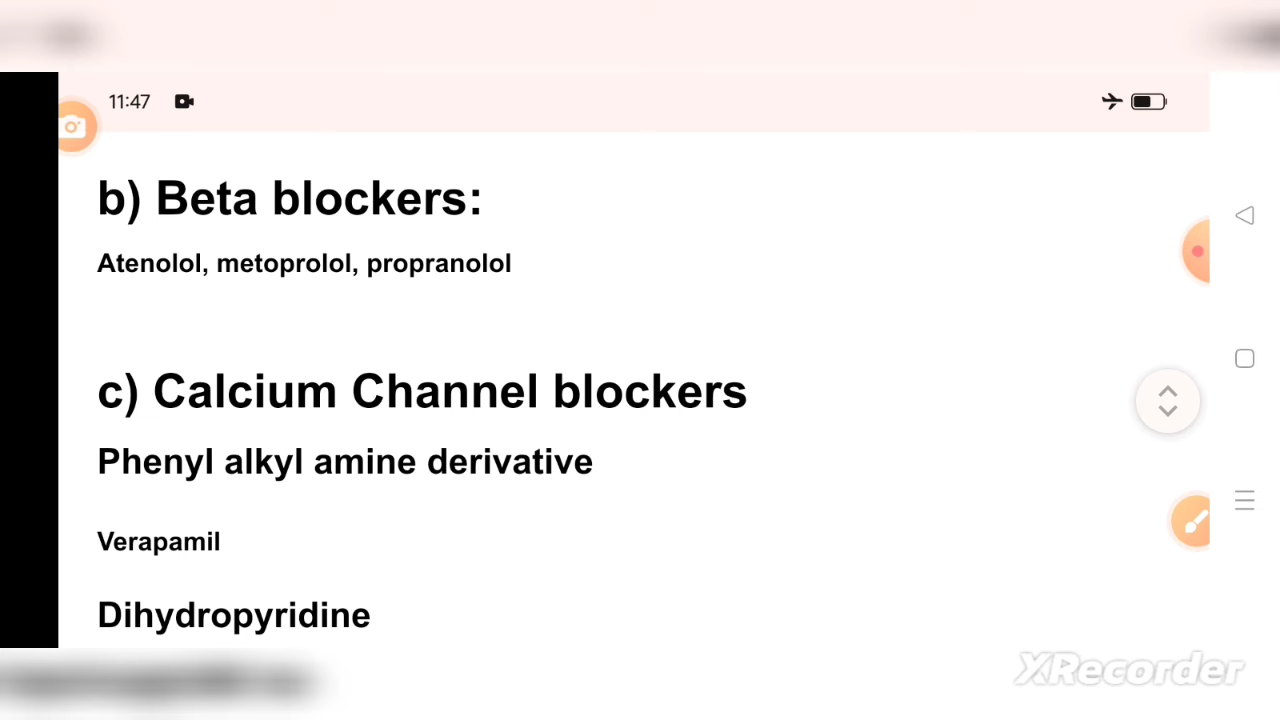 11:47
b) Beta blockers:
Atenolol, metoprolol, propranolol
c) Calcium Channel blockers
Phenyl alkyl amine derivative
Verapamil
Dihydropyridine
XRecorder